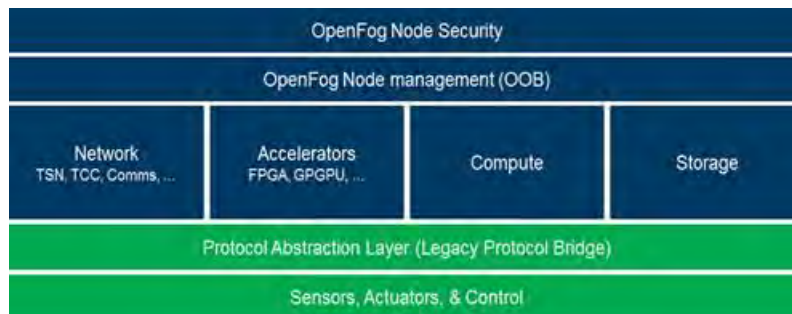 OpenFog Node Security
OpenFog Node management (OOB)
Network
TSN, TCC, Comms, ...
Accelerators
FPGA, GPGPU, ...
Compute
Storage
Protocol Abstraction Layer (Legacy Protocol Bridge)
Sensors, Actuators, & Control